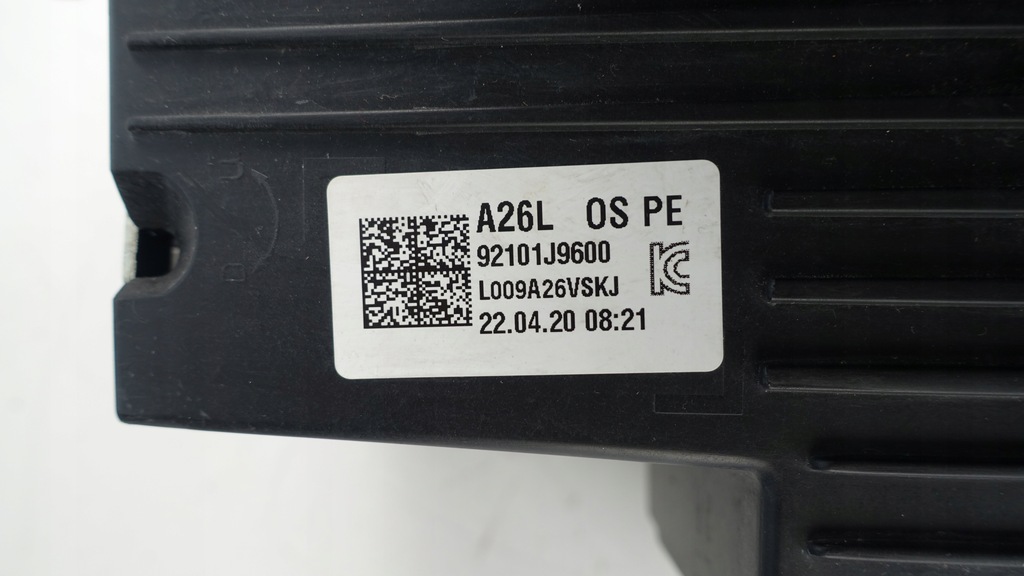 A26L OS PE
92101J9600
L009A26VSKJ
22.04.20 08:21